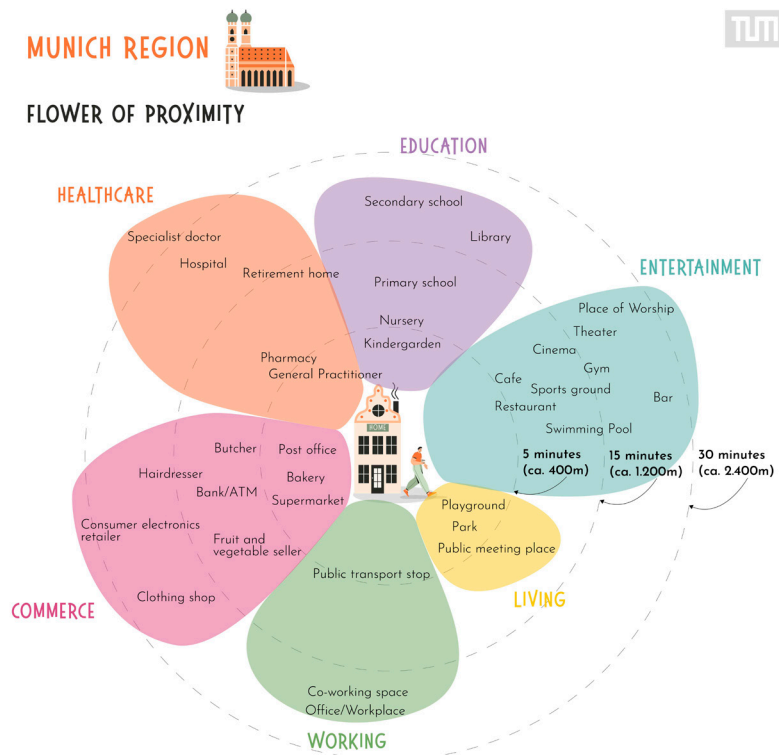 TUM
MUNICH REGION
FLOWER OF PROXIMITY
EDUCATION
Secondary school
Library
Primary school
Nursery
Kindergarden
HEALTHCARE
Specialist doctor
Hospital
Retirement home
Pharmacy
General Practitioner
ENTERTAINMENT
Place of Worship
Theater
Cinema
Gym
Cafe
Sports ground
Bar
Restaurant
Swimming Pool
5 minutes
(ca. 400m)
15 minutes
(ca. 1.200m)
30 minutes
(ca. 2.400m)
HOME
Butcher
Post office
Hairdresser
Bakery
Bank/ATM
Supermarket
Consumer electronics
retailer
Fruit and
vegetable seller
Clothing shop
COMMERCE
Playground
Park
Public meeting place
LIVING
Public transport stop
Co-working space
Office/Workplace
WORKING